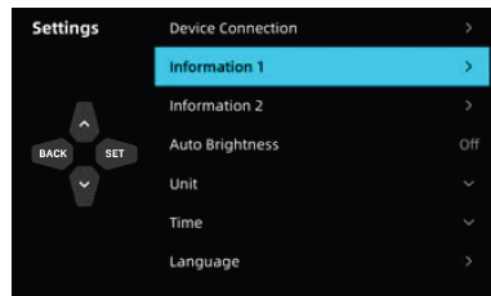 Settings
Device Connection
Information 1
Information 2
Auto Brightness Off
BACK SET
Unit
Time
Language